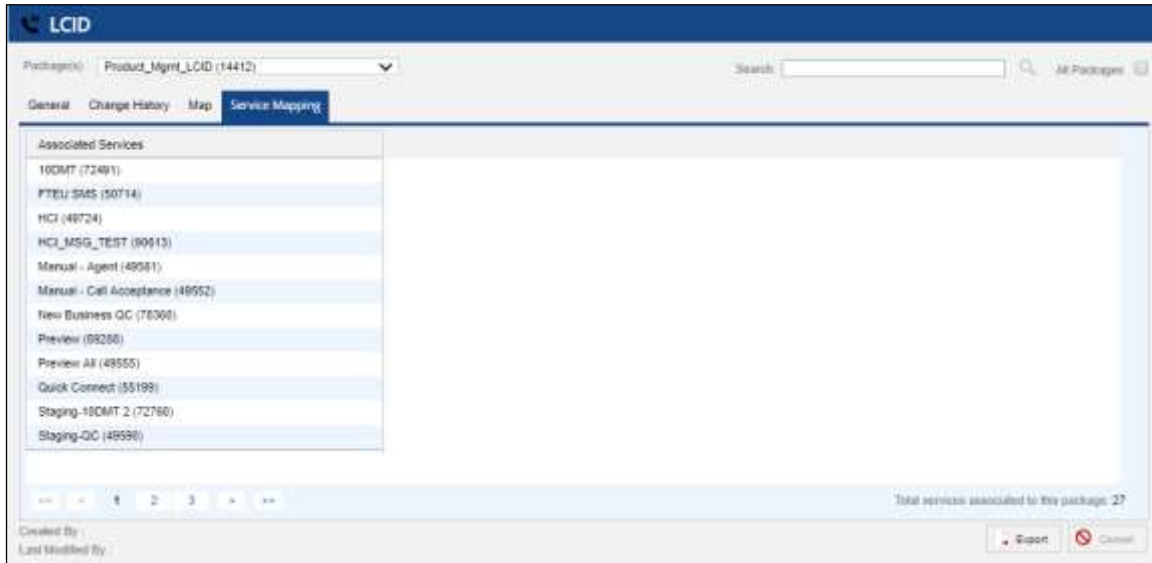 LCID
Package(s) Product_Mgmt_LCID (14412) Search: All Packages
General Change History Map Service Mapping
Associated Services
10DMT (72491)
FTEU SMS (50714)
HCI (49724)
HCI_MSG_TEST (90613)
Manual - Agent (49561)
Manual - Call Acceptance (49552)
New Business QC (78368)
Preview (89288)
Preview All (49555)
Quick Connect (55199)
Staging-10DMT 2 (72760)
Staging-QC (49598)
<< < 1 2 3 > >> Total services associated to this package: 27
Created By :
Last Modified By : Export Cancel